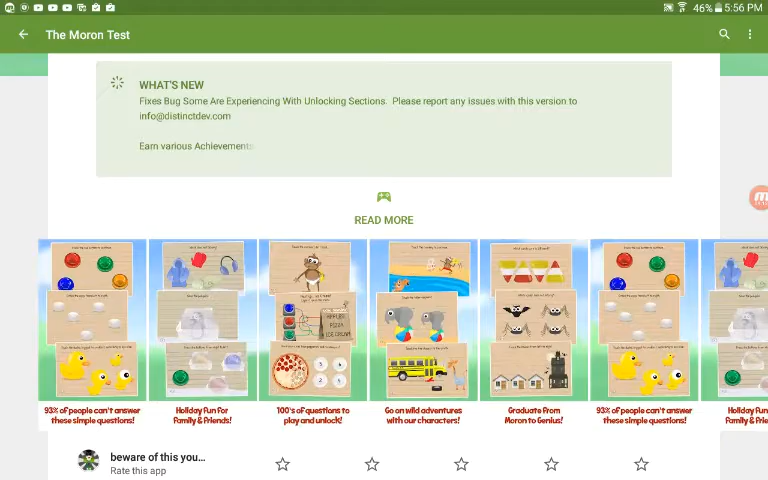 46% 5:56 PM
The Moron Test
WHAT'S NEW
Fixes Bug Some Are Experiencing With Unlocking Sections. Please report any issues with this version to
info@distinctdev.com
Earn various Achievements
READ MORE
APPLES
PIZZA
ICE CREAM
93% of people can't answer
these simple questions!
Holiday fun for
family & friends!
100's of questions to
play and unlock!
Go on wild adventures
with our characters!
Graduate from
Moron to Genius!
93% of people can't answer
these simple questions!
Holiday fun
family & frie
beware of this you...
Rate this app